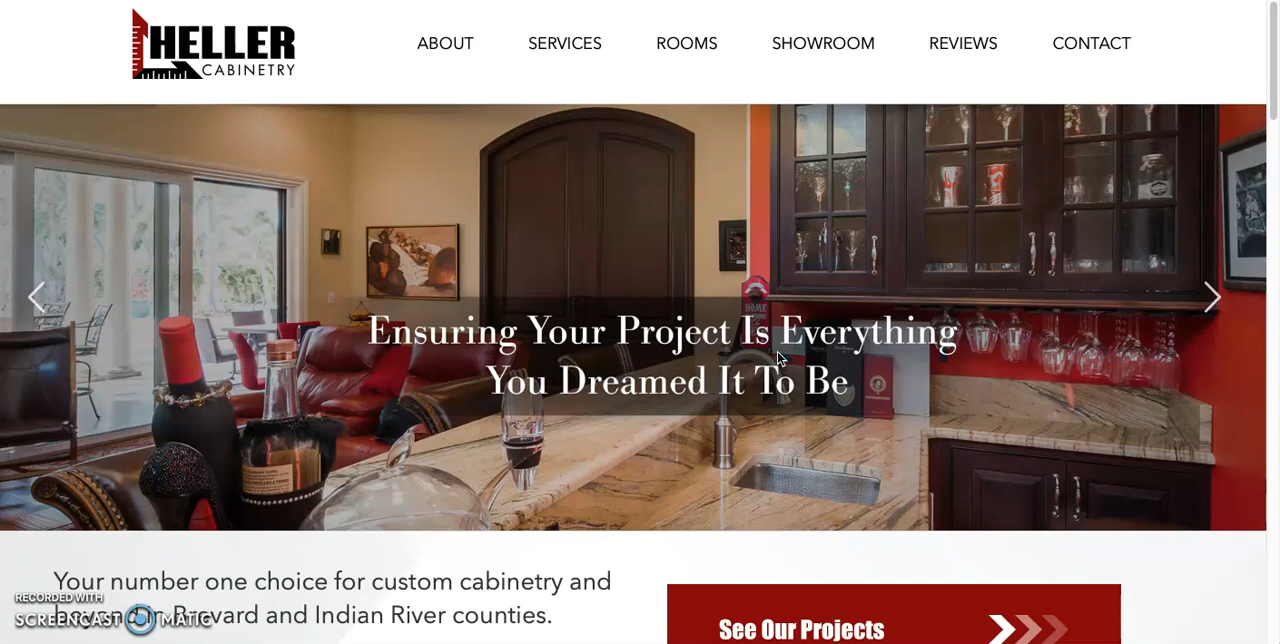 HELLER
CABINETRY
ABOUT SERVICES ROOMS SHOWROOM REVIEWS CONTACT
Ensuring Your Project Is Everything
You Dreamed It To Be
Your number one choice for custom cabinetry and
beyond in Brevard and Indian River counties.
RECORDED WITH
SCREENCAST MATIC
See Our Projects